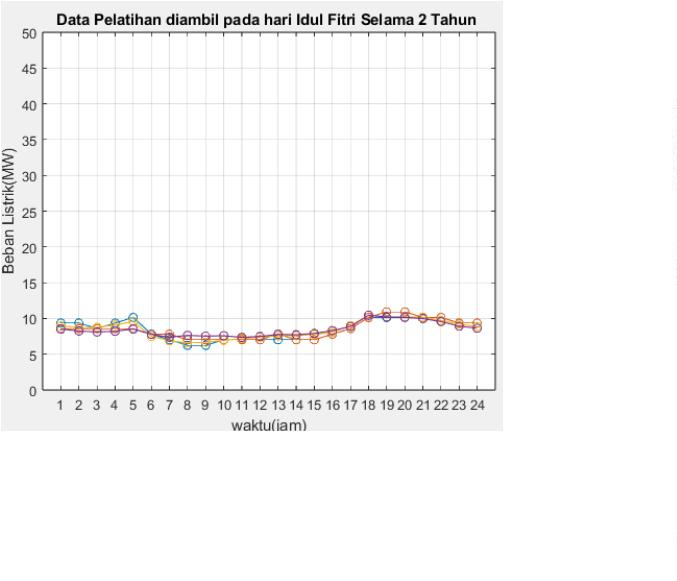 Data Pelatihan diambil pada hari Idul Fitri Selama 2 Tahun
50
45
40
35
30
25
20
15
10
5
0
Beban Listrik(MW)
1 2 3 4 5 6 7 8 9 10 11 12 13 14 15 16 17 18 19 20 21 22 23 24
waktu(jam)